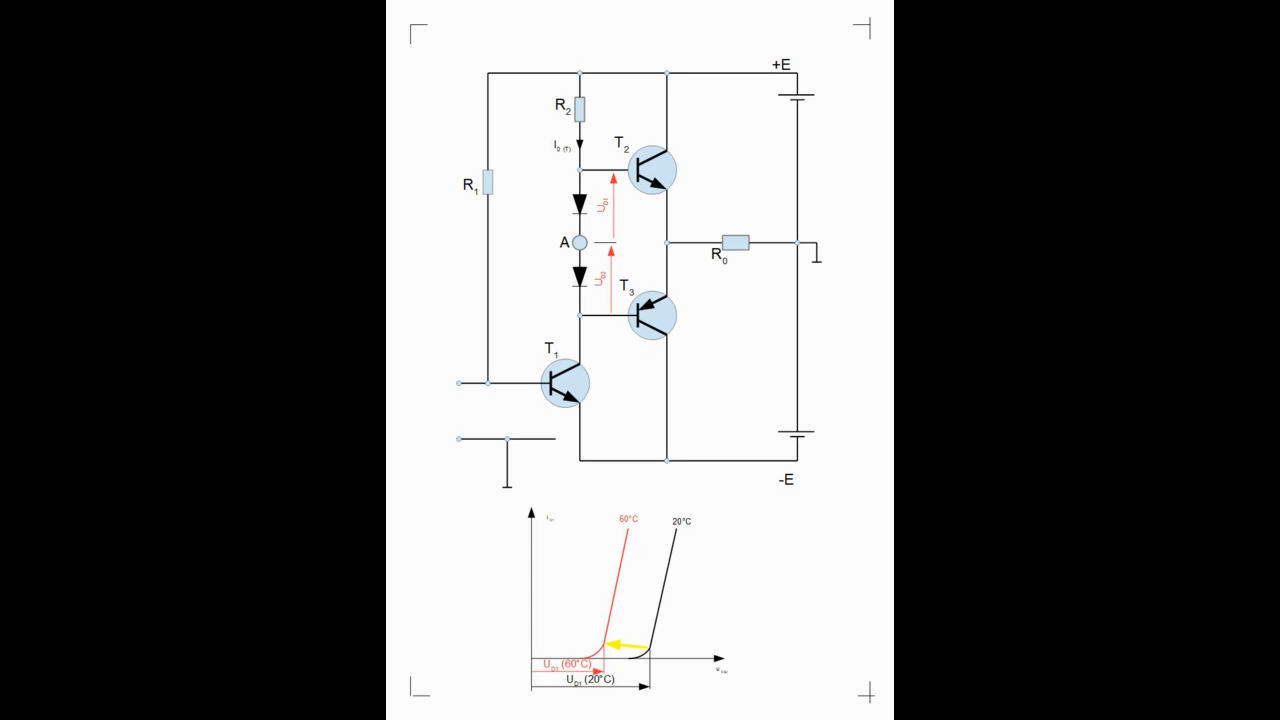 +E
R2
I0 (T)
T2
R1
UD1
A
R0
UD2
T3
T1
-E
60°C
20°C
UD1 (60°C)
UD1 (20°C)